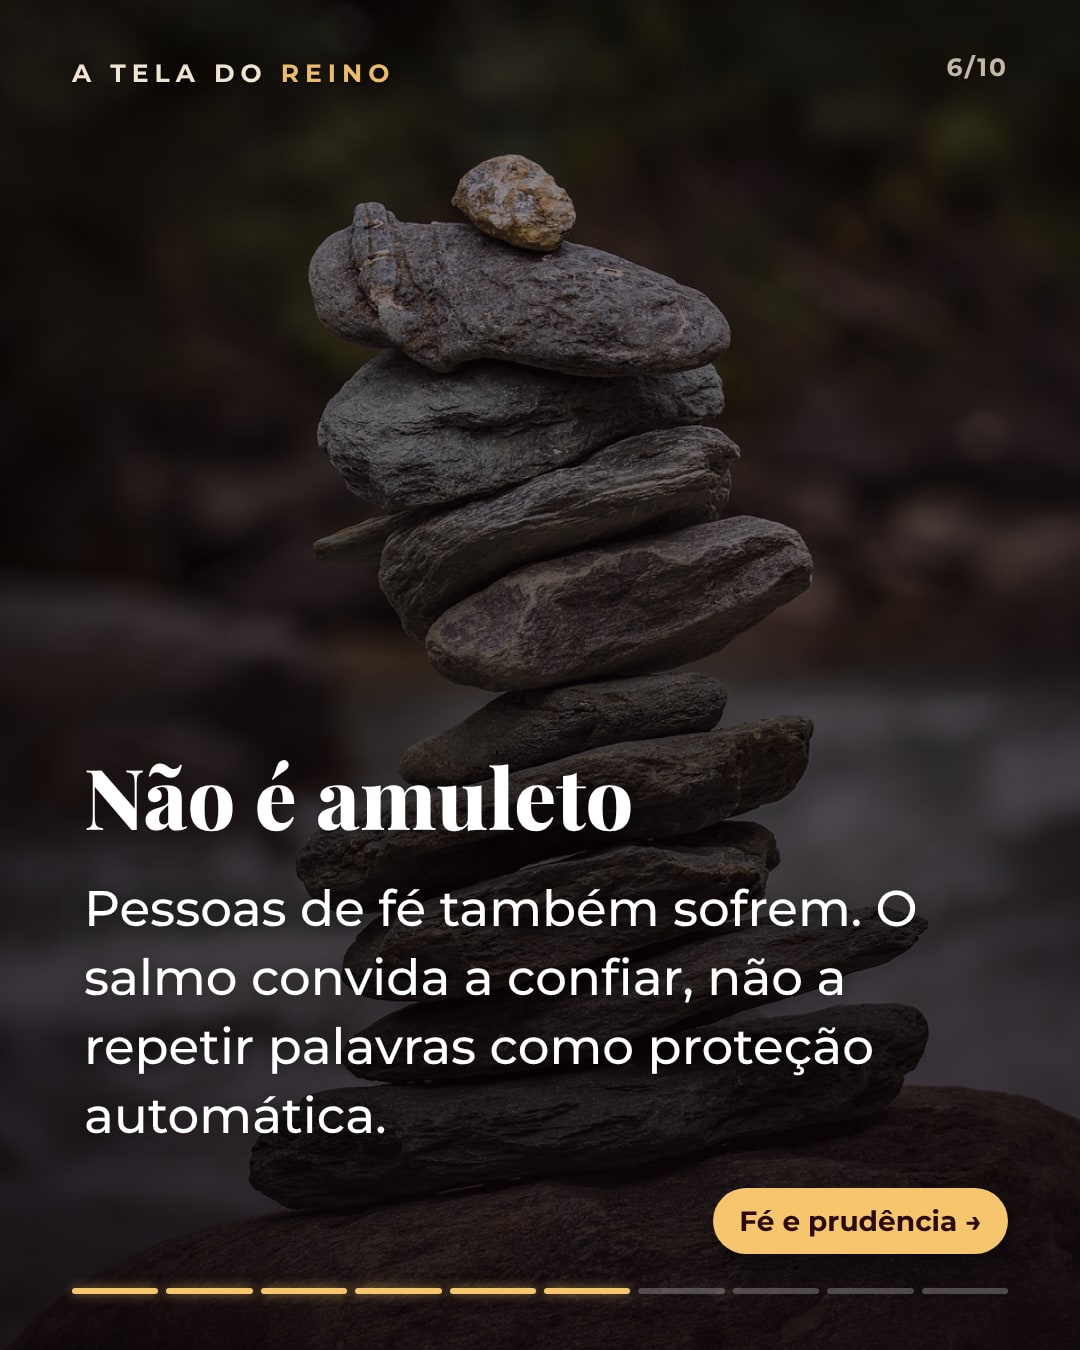 A TELA DO REINO
6/10
Não é amuleto
Pessoas de fé também sofrem. O
salmo convida a confiar, não a
repetir palavras como proteção
automática.
Fé e prudência →